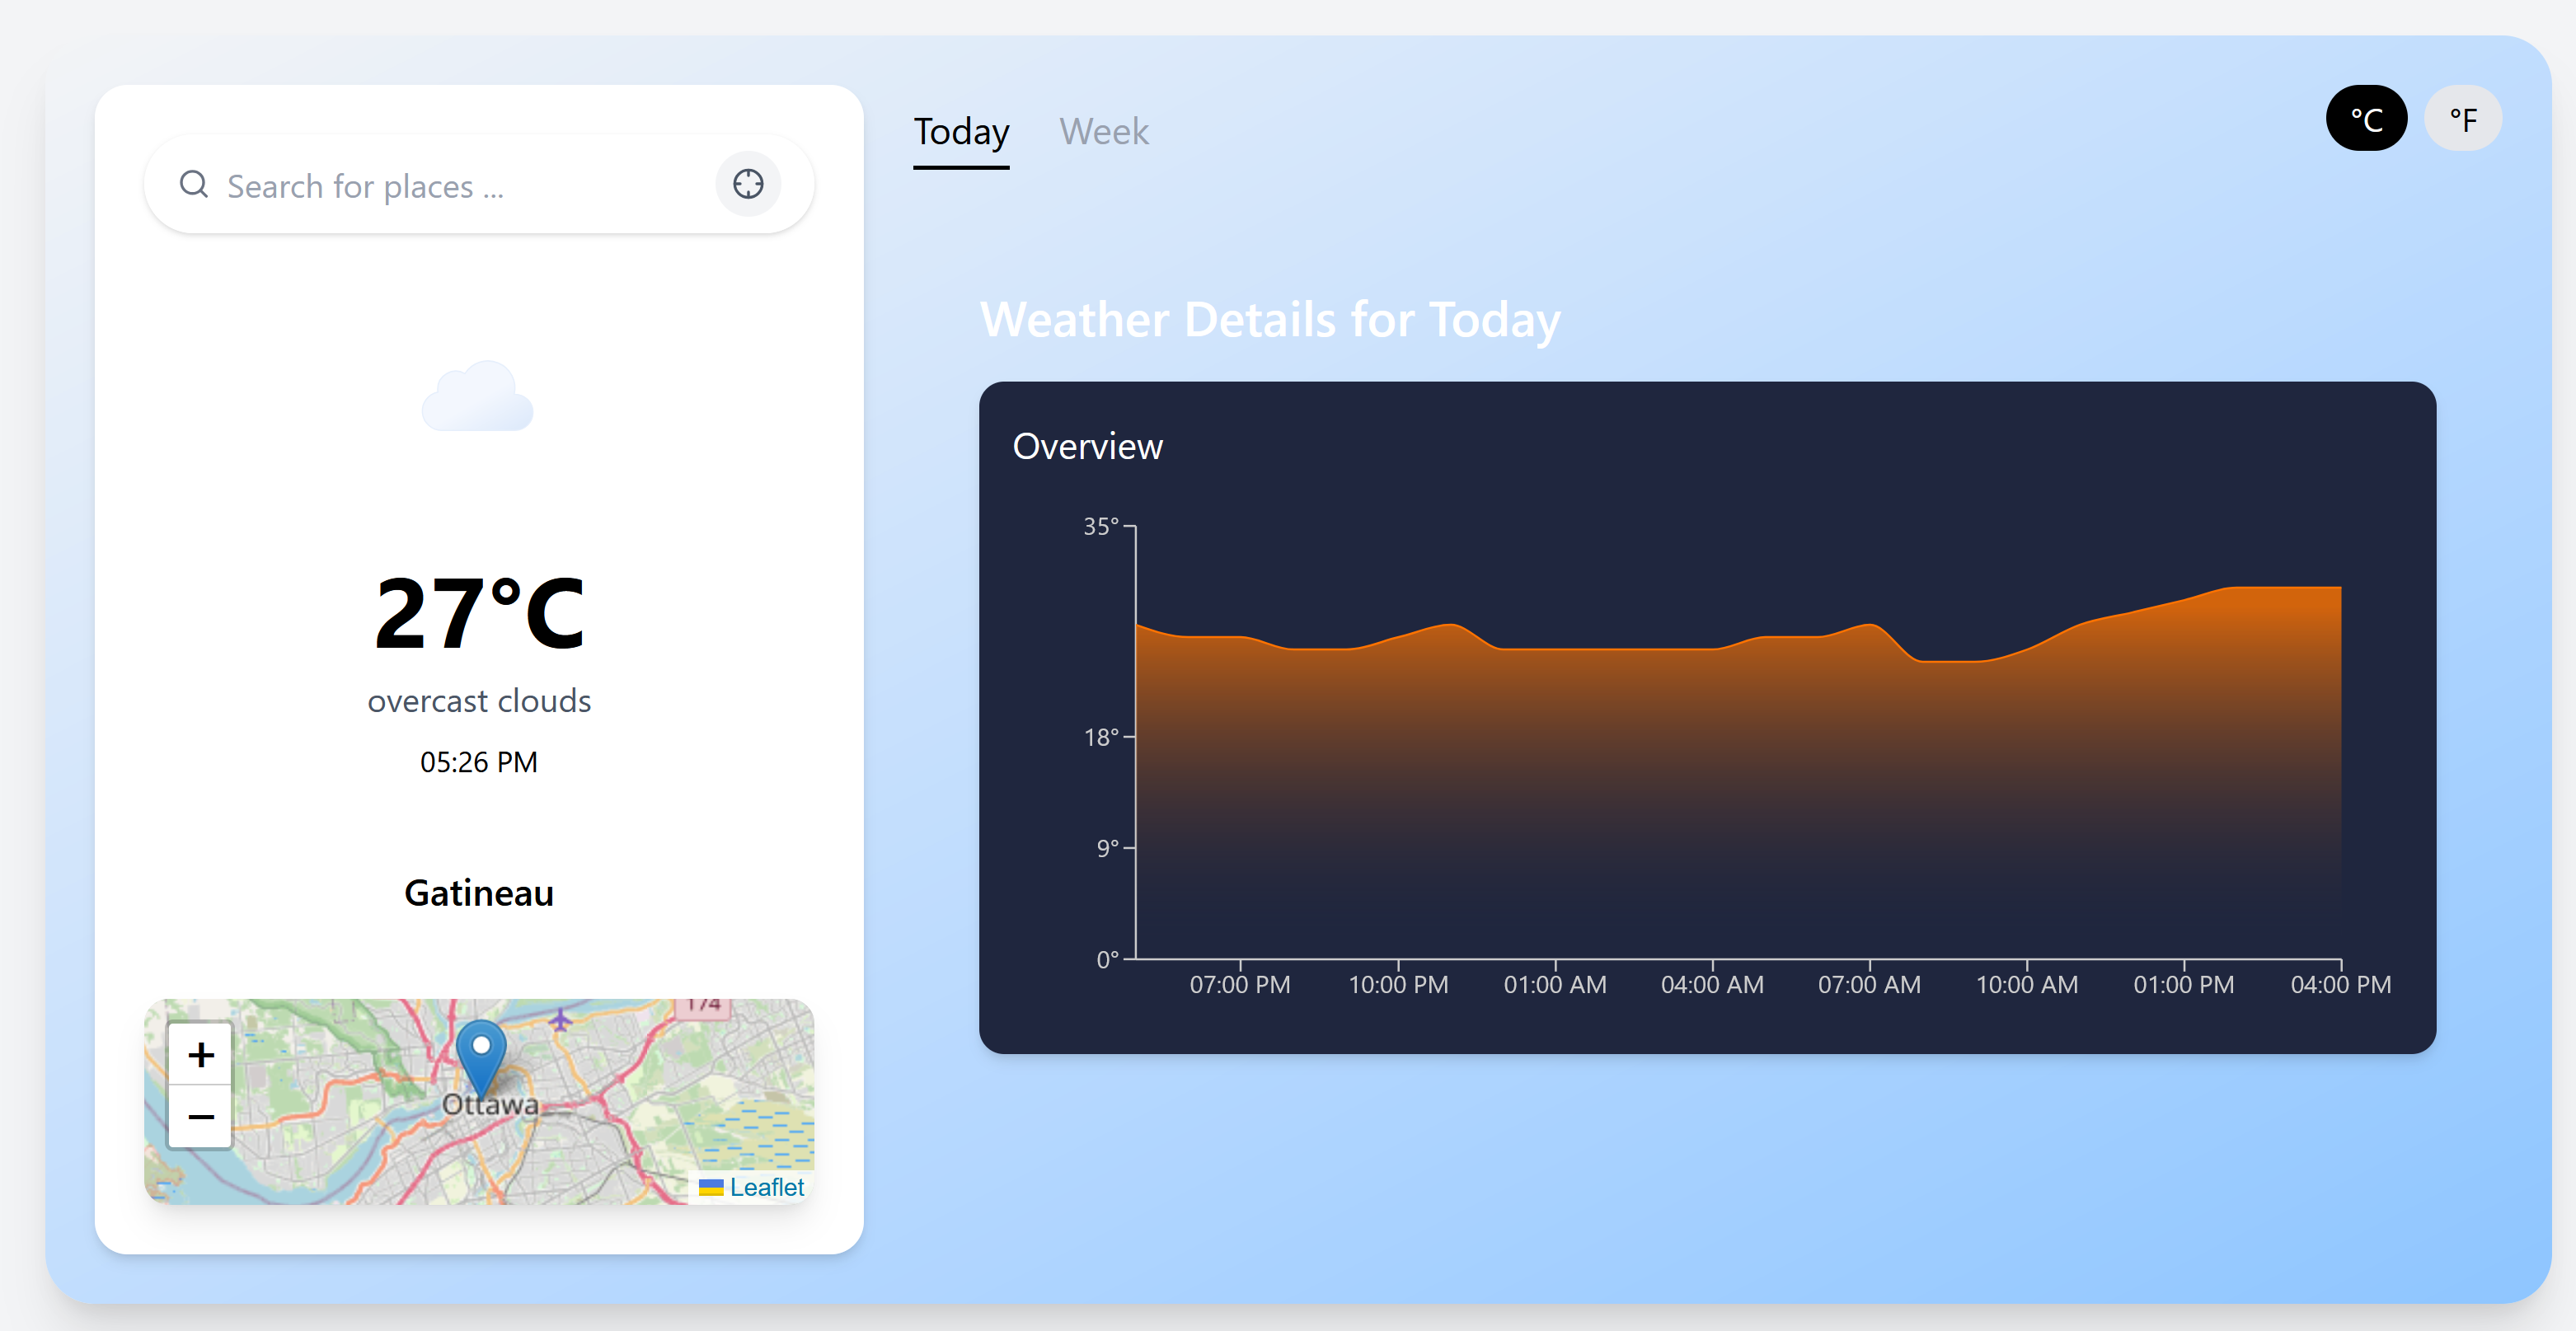 Search for places ...
27°C
overcast clouds
05:26 PM
Gatineau
174
Ottawa
+
−
Leaflet
Today Week
°C °F
Weather Details for Today
Overview
35°
18°
9°
0°
07:00 PM 10:00 PM 01:00 AM 04:00 AM 07:00 AM 10:00 AM 01:00 PM 04:00 PM